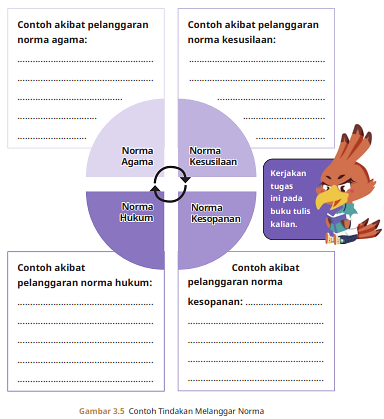 Contoh akibat pelanggaran
norma agama:
Contoh akibat pelanggaran
norma kesusilaan:
Norma
Agama
Norma
Kesusilaan
Norma
Hukum
Norma
Kesopanan
Kerjakan
tugas
ini pada
buku tulis
kalian.
Contoh akibat
pelanggaran norma hukum:
Contoh akibat
pelanggaran norma
kesopanan:
Gambar 3.5 Contoh Tindakan Melanggar Norma